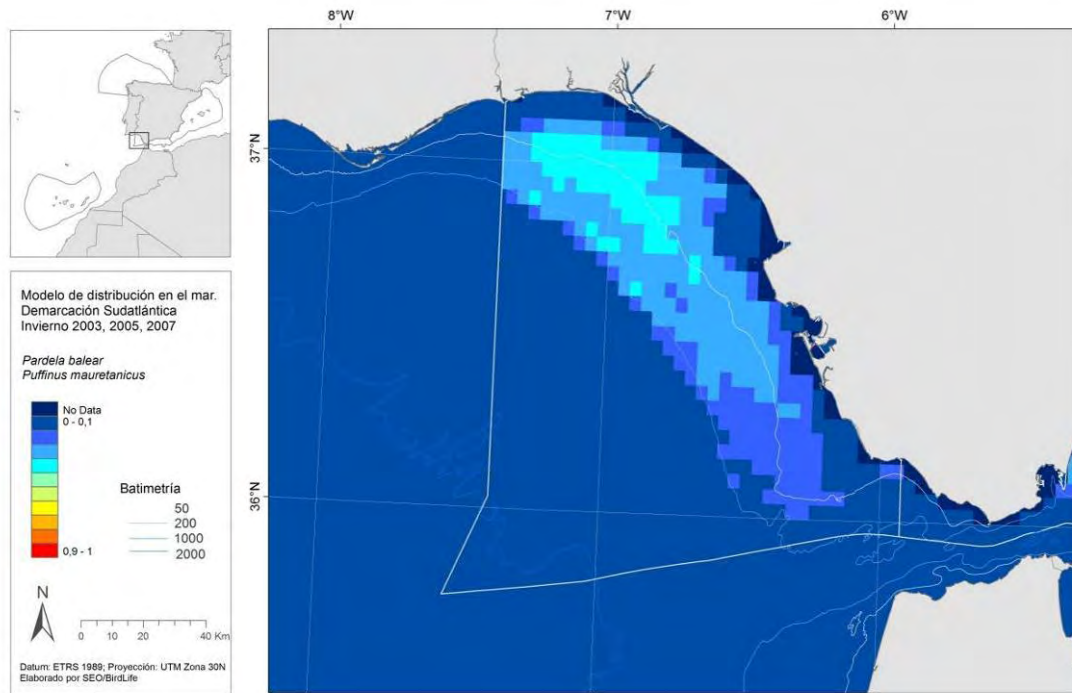 8°W
7°W
6°W
37°N
36°N
Modelo de distribución en el mar.
Demarcación Sudatlántica
Invierno 2003, 2005, 2007
Pardela balear
Puffinus mauretanicus
No Data
0 - 0,1
0,9 - 1
Batimetría
50
200
1000
2000
N
0 10 20 40 Km
Datum: ETRS 1989; Proyección: UTM Zona 30N
Elaborado por SEO/BirdLife